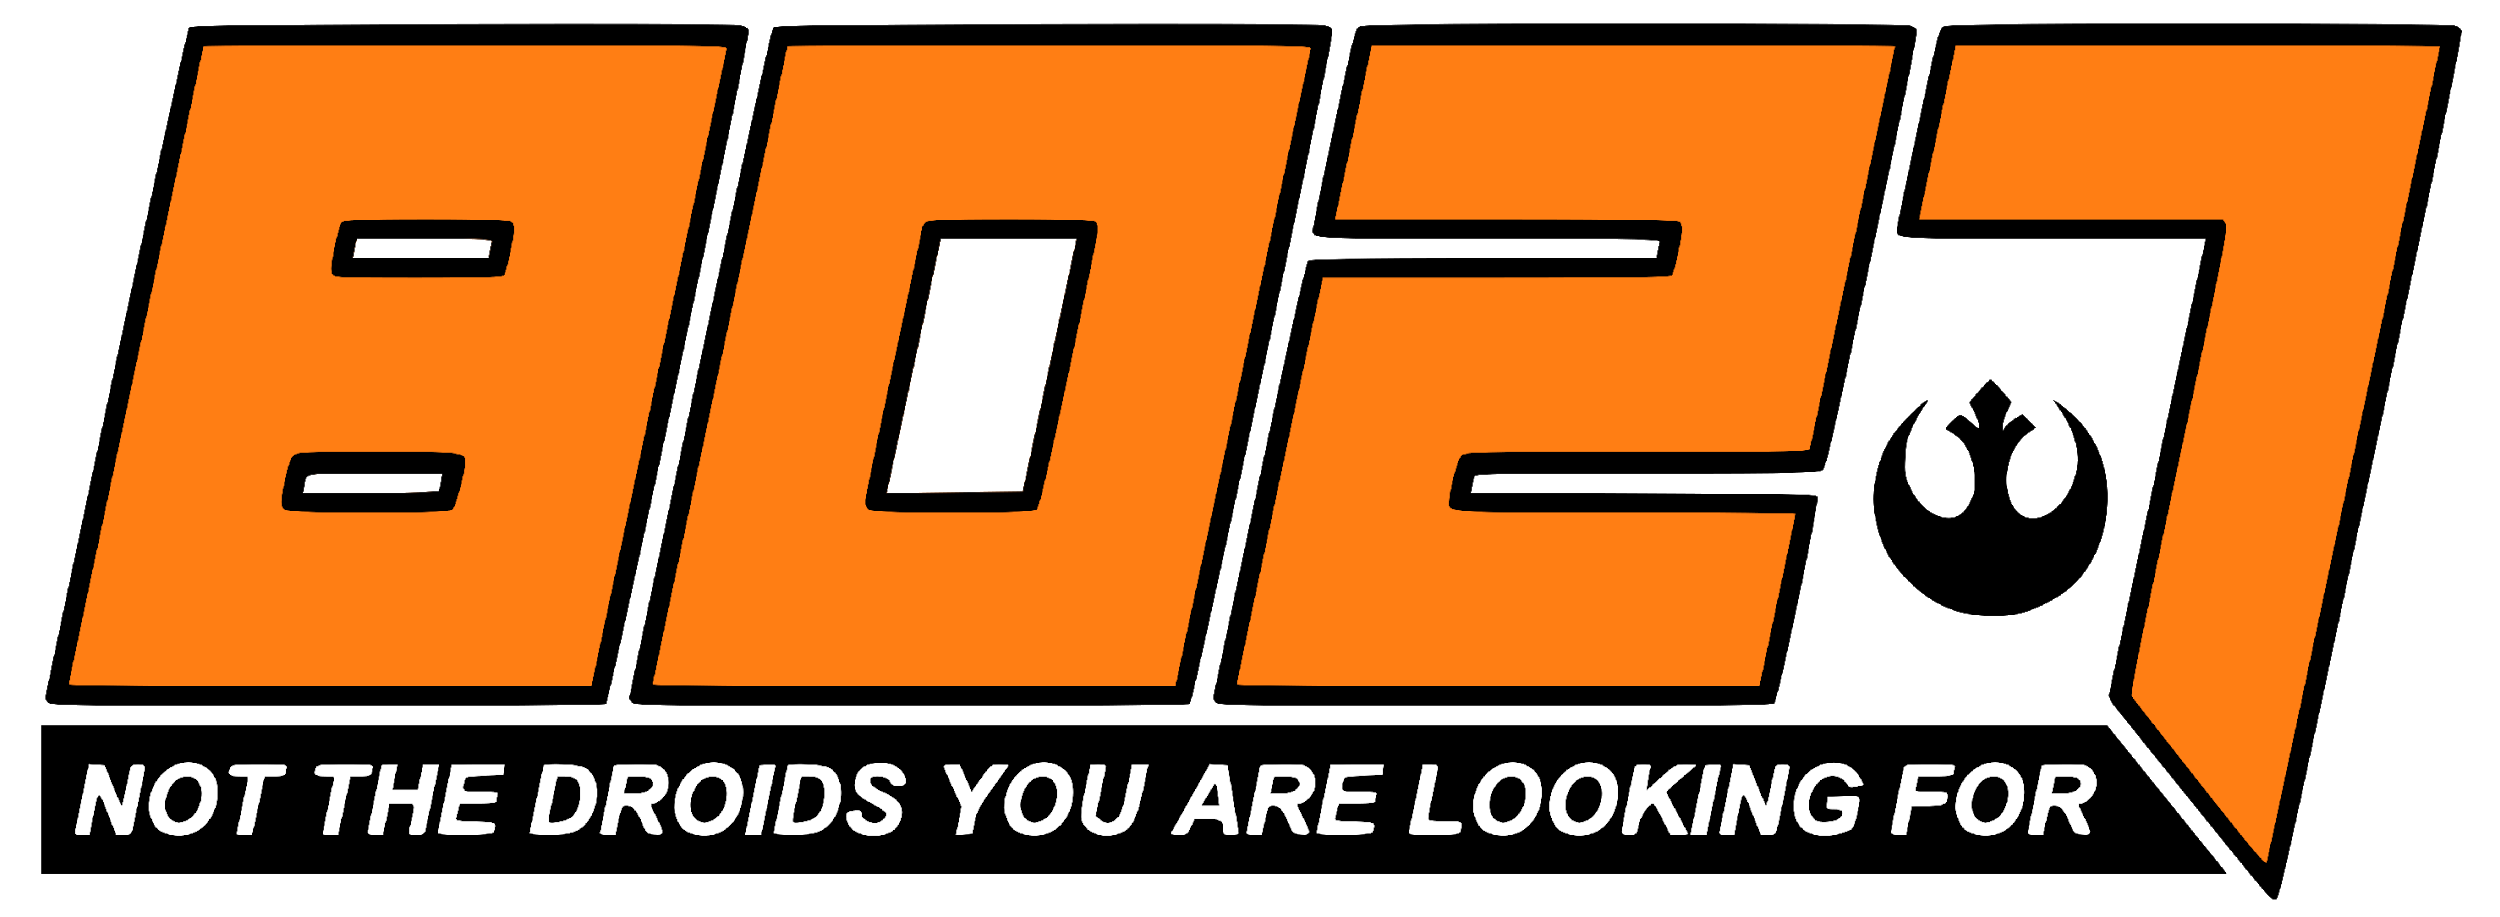 8027
NOT THE DROIDS YOU ARE LOOKING FOR